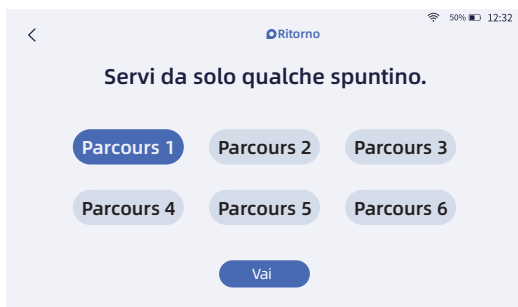 50% 12:32
Ritorno
Servi da solo qualche spuntino.
Parcours 1 Parcours 2 Parcours 3
Parcours 4 Parcours 5 Parcours 6
Vai